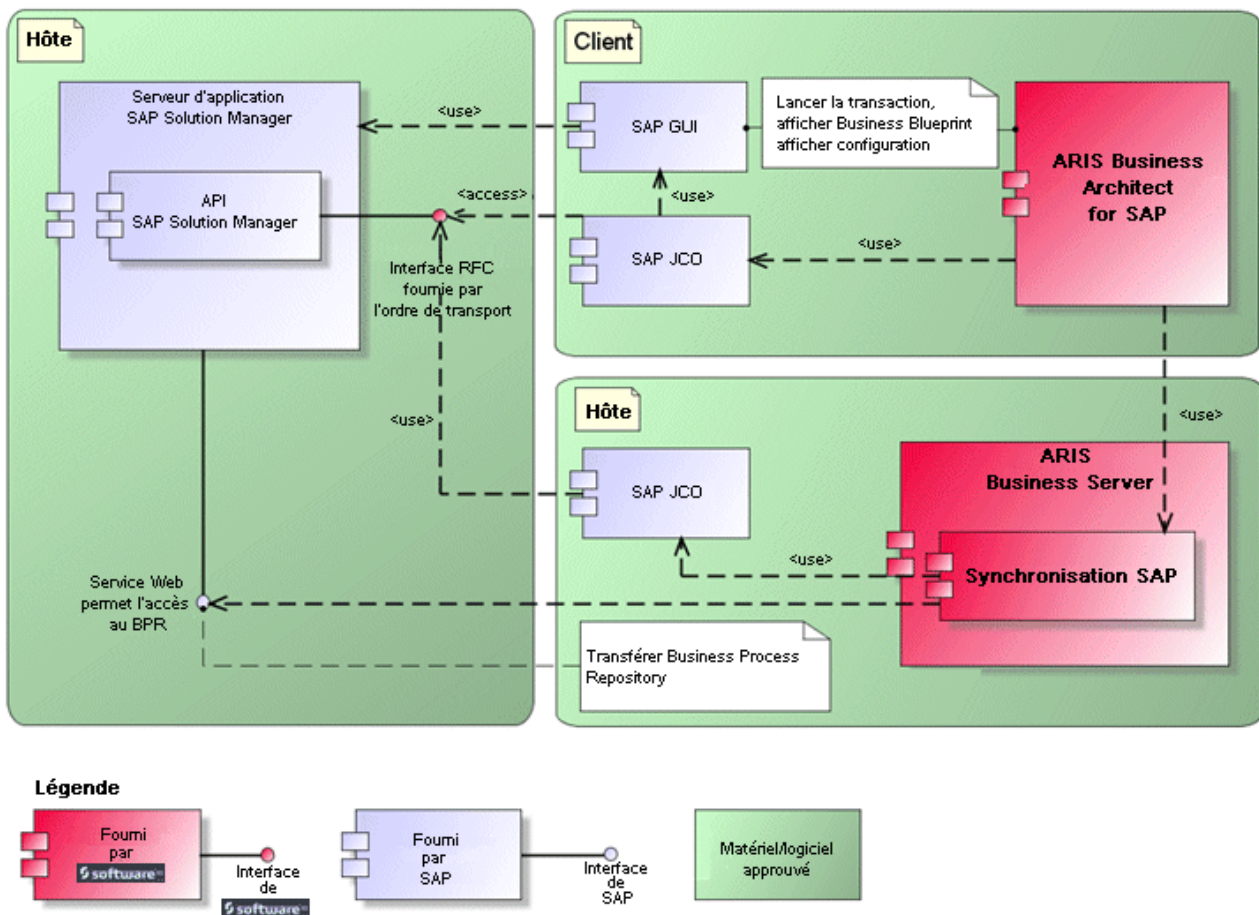 Hôte
Serveur d'application
SAP Solution Manager
API
SAP Solution Manager
<use>
<access>
Interface RFC
fournie par
l'ordre de transport
<use>
Service Web
permet l'accès
au BPR
Client
SAP GUI
Lancer la transaction,
afficher Business Blueprint
afficher configuration
ARIS Business
Architect
for SAP
<use>
SAP JCO
<use>
<use>
Hôte
SAP JCO
ARIS
Business Server
<use>
Synchronisation SAP
Transférer Business Process
Repository
Légende
Fourni
par
software
Interface
de
software
Fourni
par
SAP
Interface
de
SAP
Matériel/logiciel
approuvé